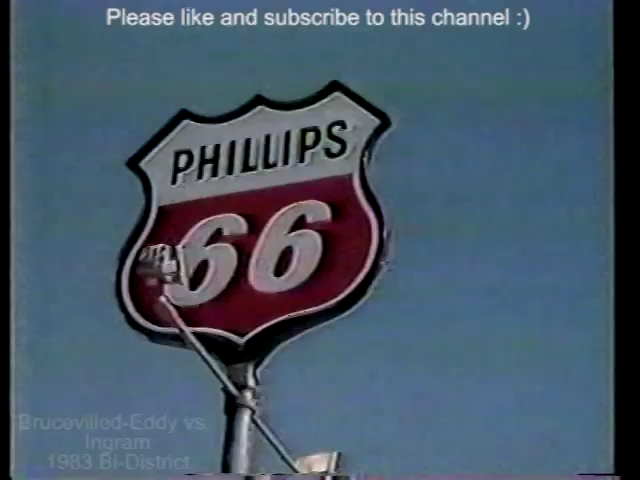 Please like and subscribe to this channel :)
PHILLIPS
66
Brucevilled-Eddy vs.
Ingram
1983 BI-District